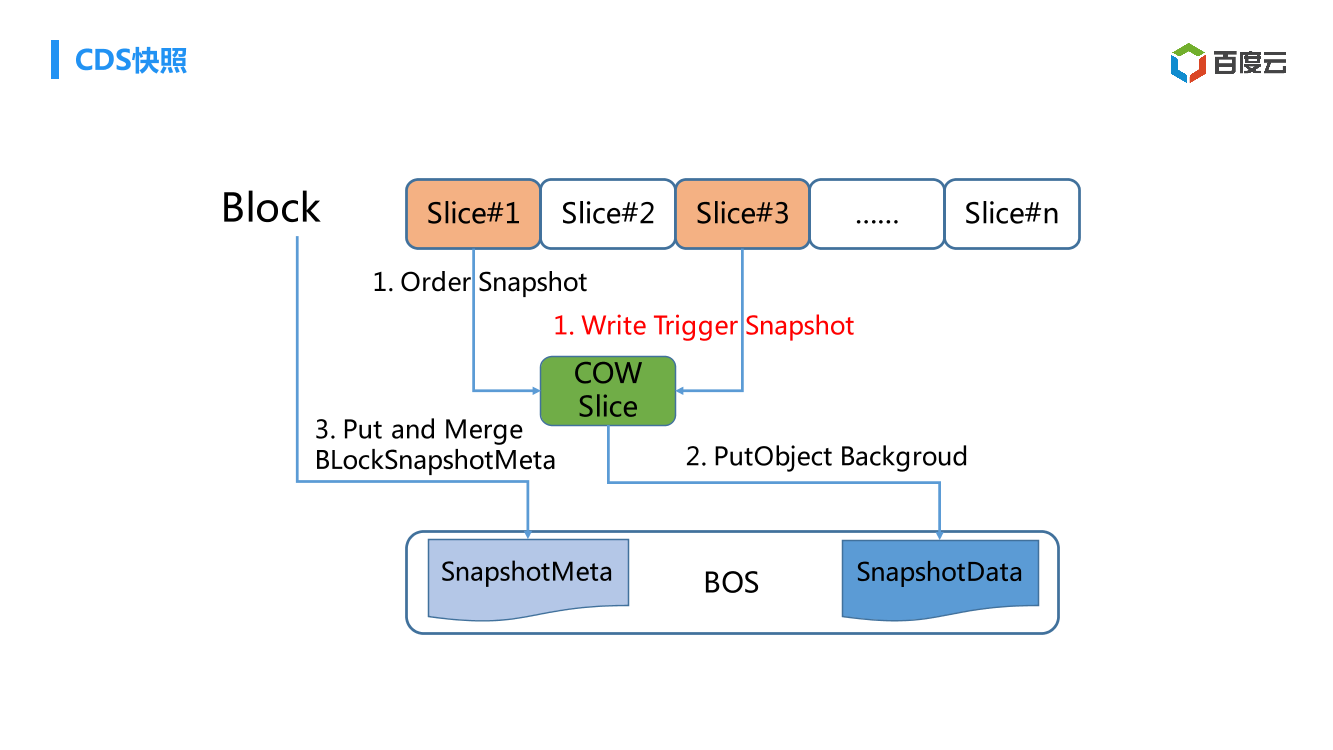 CDS快照
百度云
Block
Slice#1
Slice#2
Slice#3
……
Slice#n
1. Order Snapshot
1. Write Trigger Snapshot
COW
Slice
3. Put and Merge
BLockSnapshotMeta
2. PutObject Backgroud
SnapshotMeta
BOS
SnapshotData